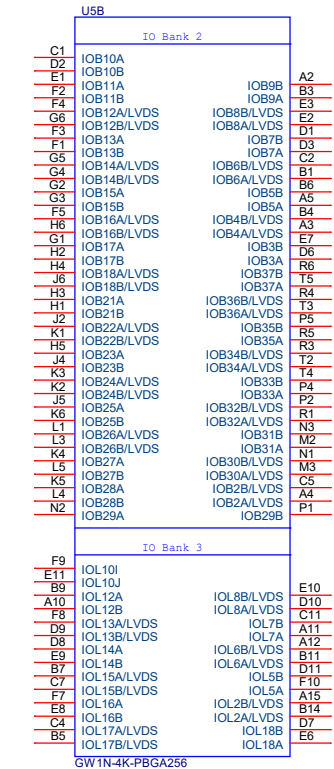 U5B
IO Bank 2
C1 IOB10A
D2 IOB10B
E1 IOB11A IOB9B A2
F2 IOB11B IOB9A B3
F4 IOB12A/LVDS IOB8B/LVDS E3
G6 IOB12B/LVDS IOB8A/LVDS E2
F3 IOB13A IOB7B D1
F1 IOB13B IOB7A D3
G5 IOB14A/LVDS IOB6B/LVDS C2
G4 IOB14B/LVDS IOB6A/LVDS B1
G2 IOB15A IOB5B B6
G3 IOB15B IOB5A A5
F5 IOB16A/LVDS IOB4B/LVDS B4
H6 IOB16B/LVDS IOB4A/LVDS A3
G1 IOB17A IOB3B E7
H2 IOB17B IOB3A D6
H4 IOB18A/LVDS IOB37B R6
J6 IOB18B/LVDS IOB37A T5
H3 IOB21A IOB36B/LVDS R4
H1 IOB21B IOB36A/LVDS T3
J2 IOB22A/LVDS IOB35B P5
K1 IOB22B/LVDS IOB35A R5
H5 IOB23A IOB34B/LVDS R3
J4 IOB23B IOB34A/LVDS T2
K3 IOB24A/LVDS IOB33B T4
K2 IOB24B/LVDS IOB33A P4
J5 IOB25A IOB32B/LVDS P2
K6 IOB25B IOB32A/LVDS R1
L1 IOB26A/LVDS IOB31B N3
L3 IOB26B/LVDS IOB31A M2
K4 IOB27A IOB30B/LVDS N1
L5 IOB27B IOB30A/LVDS M3
K5 IOB28A IOB2B/LVDS C5
L4 IOB28B IOB2A/LVDS A4
N2 IOB29A IOB29B P1
IO Bank 3
F9 IOL10I
E11 IOL10J
B9 IOL12A IOL8B/LVDS E10
A10 IOL12B IOL8A/LVDS D10
F8 IOL13A/LVDS IOL7B C11
D9 IOL13B/LVDS IOL7A A11
D8 IOL14A IOL6B/LVDS A12
E9 IOL14B IOL6A/LVDS B11
B7 IOL15A/LVDS IOL5B D11
C7 IOL15B/LVDS IOL5A F10
F7 IOL16A IOL2B/LVDS A15
E8 IOL16B IOL2A/LVDS B14
C4 IOL17A/LVDS IOL18B D7
B5 IOL17B/LVDS IOL18A E6
GW1N-4K-PBGA256